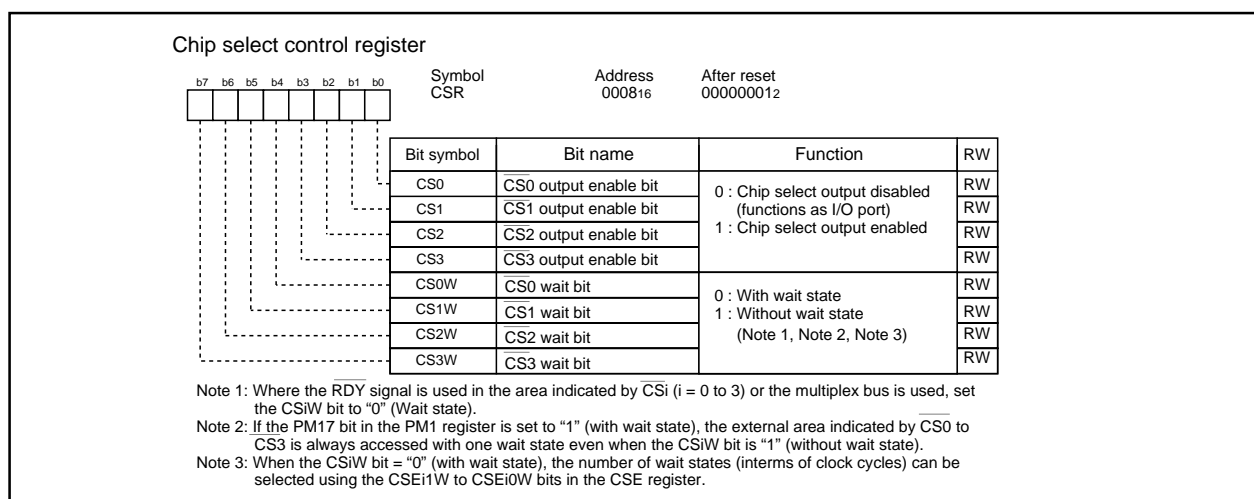 Chip select control register
b7 b6 b5 b4 b3 b2 b1 b0
Symbol Address After reset
CSR 000816 000000012
Bit symbol Bit name Function RW
CS0 CS0 output enable bit RW
CS1 CS1 output enable bit RW
CS2 CS2 output enable bit RW
CS3 CS3 output enable bit RW
0 : Chip select output disabled
(functions as I/O port)
1 : Chip select output enabled
CS0W CS0 wait bit RW
CS1W CS1 wait bit RW
CS2W CS2 wait bit RW
CS3W CS3 wait bit RW
0 : With wait state
1 : Without wait state
(Note 1, Note 2, Note 3)
Note 1: Where the RDY signal is used in the area indicated by CSi (i = 0 to 3) or the multiplex bus is used, set
the CSiW bit to “0” (Wait state).
Note 2: If the PM17 bit in the PM1 register is set to “1” (with wait state), the external area indicated by CS0 to
CS3 is always accessed with one wait state even when the CSiW bit is “1” (without wait state).
Note 3: When the CSiW bit = “0” (with wait state), the number of wait states (interms of clock cycles) can be
selected using the CSEi1W to CSEi0W bits in the CSE register.